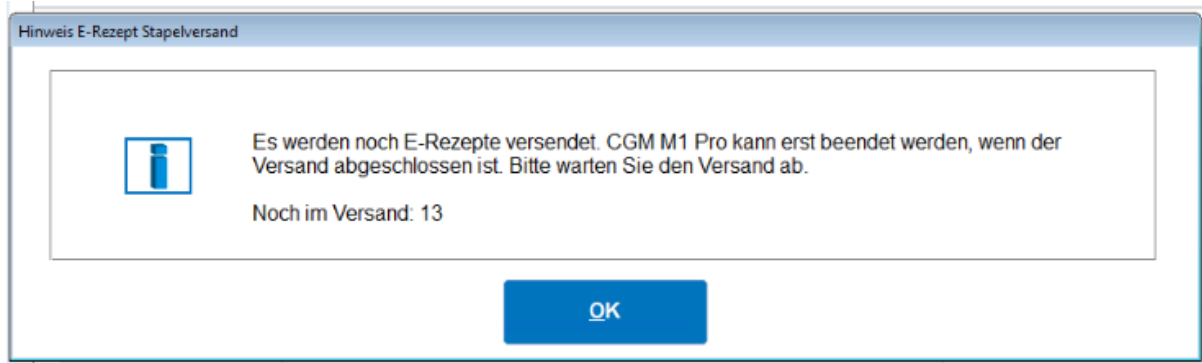 Hinweis E-Rezept Stapelversand
Es werden noch E-Rezepte versendet. CGM M1 Pro kann erst beendet werden, wenn der
Versand abgeschlossen ist. Bitte warten Sie den Versand ab.
Noch im Versand: 13
OK